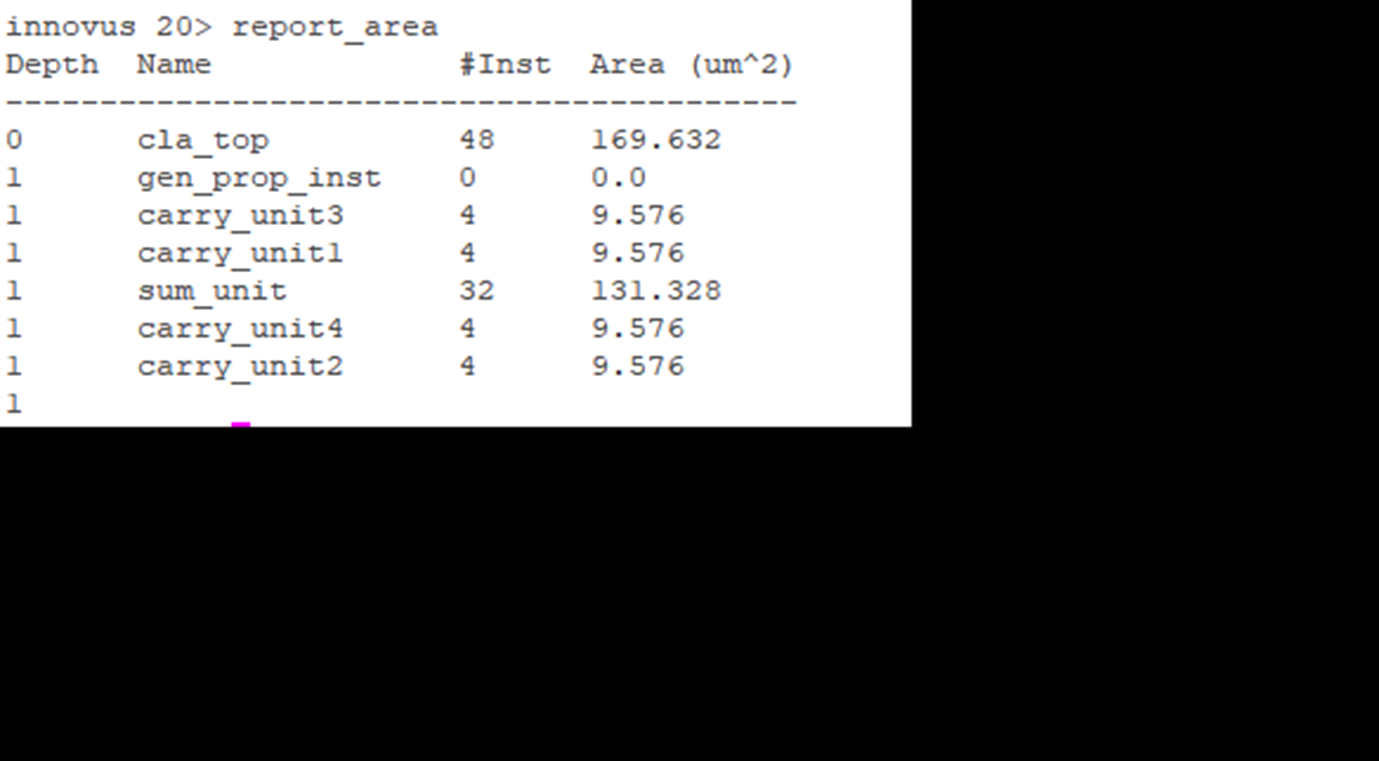 innovus 20> report_area
Depth  Name             #Inst  Area (um^2)
------------------------------------------
0      cla_top          48     169.632
1      gen_prop_inst    0      0.0
1      carry_unit3      4      9.576
1      carry_unit1      4      9.576
1      sum_unit         32     131.328
1      carry_unit4      4      9.576
1      carry_unit2      4      9.576
1